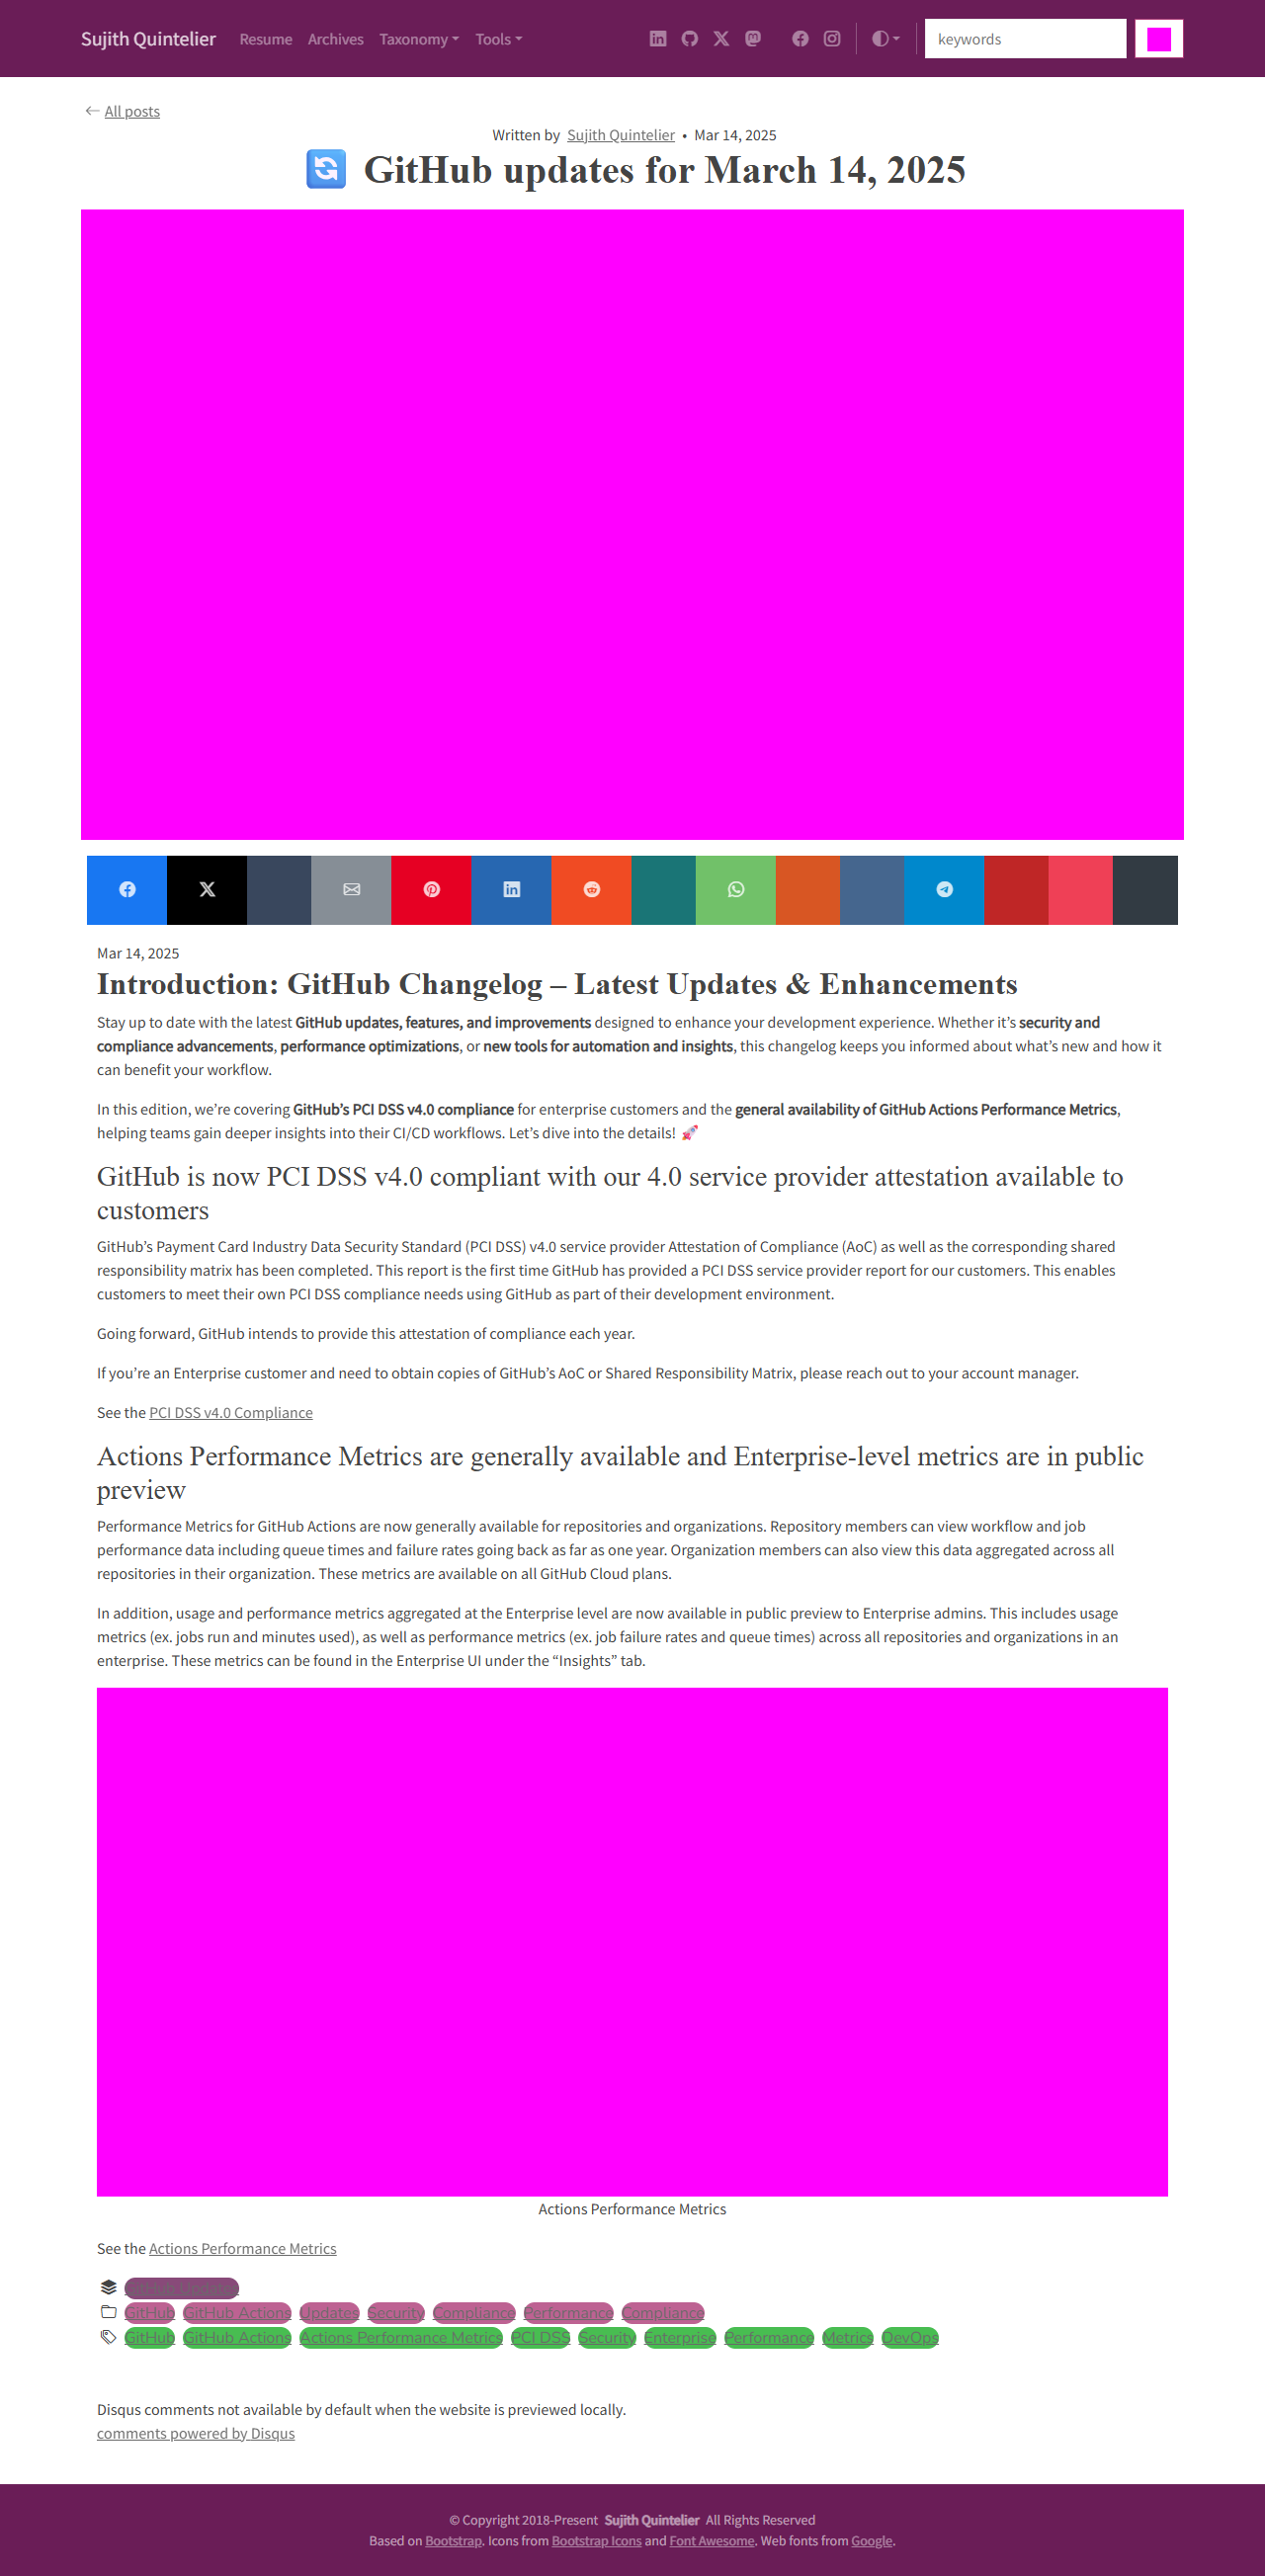 Sujith Quintelier Resume Archives Taxonomy Tools keywords
All posts
Written by Sujith Quintelier • Mar 14, 2025
GitHub updates for March 14, 2025
Mar 14, 2025
Introduction: GitHub Changelog – Latest Updates & Enhancements
Stay up to date with the latest GitHub updates, features, and improvements designed to enhance your development experience. Whether it’s security and
compliance advancements, performance optimizations, or new tools for automation and insights, this changelog keeps you informed about what’s new and how it
can benefit your workflow.
In this edition, we’re covering GitHub’s PCI DSS v4.0 compliance for enterprise customers and the general availability of GitHub Actions Performance Metrics,
helping teams gain deeper insights into their CI/CD workflows. Let’s dive into the details! 🚀
GitHub is now PCI DSS v4.0 compliant with our 4.0 service provider attestation available to
customers
GitHub’s Payment Card Industry Data Security Standard (PCI DSS) v4.0 service provider Attestation of Compliance (AoC) as well as the corresponding shared
responsibility matrix has been completed. This report is the first time GitHub has provided a PCI DSS service provider report for our customers. This enables
customers to meet their own PCI DSS compliance needs using GitHub as part of their development environment.
Going forward, GitHub intends to provide this attestation of compliance each year.
If you’re an Enterprise customer and need to obtain copies of GitHub’s AoC or Shared Responsibility Matrix, please reach out to your account manager.
See the PCI DSS v4.0 Compliance
Actions Performance Metrics are generally available and Enterprise-level metrics are in public
preview
Performance Metrics for GitHub Actions are now generally available for repositories and organizations. Repository members can view workflow and job
performance data including queue times and failure rates going back as far as one year. Organization members can also view this data aggregated across all
repositories in their organization. These metrics are available on all GitHub Cloud plans.
In addition, usage and performance metrics aggregated at the Enterprise level are now available in public preview to Enterprise admins. This includes usage
metrics (ex. jobs run and minutes used), as well as performance metrics (ex. job failure rates and queue times) across all repositories and organizations in an
enterprise. These metrics can be found in the Enterprise UI under the “Insights” tab.
Actions Performance Metrics
See the Actions Performance Metrics
GitHub Updates
GitHub GitHub Actions Updates Security Compliance Performance Compliance
GitHub GitHub Actions Actions Performance Metrics PCI DSS Security Enterprise Performance Metrics DevOps
Disqus comments not available by default when the website is previewed locally.
comments powered by Disqus
© Copyright 2018-Present Sujith Quintelier All Rights Reserved
Based on Bootstrap. Icons from Bootstrap Icons and Font Awesome. Web fonts from Google.